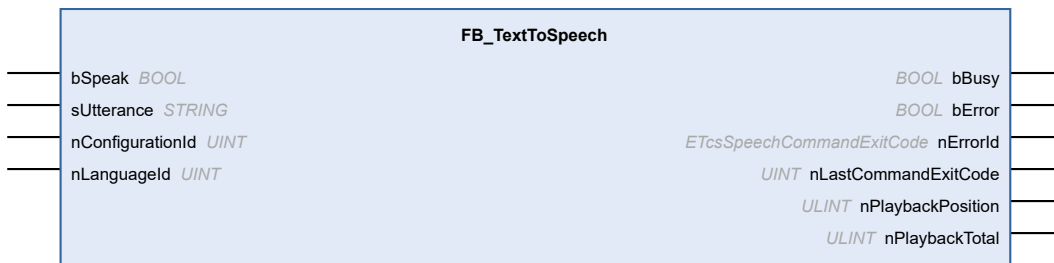 FB_TextToSpeech
bSpeak BOOL BOOL bBusy
sUtterance STRING BOOL bError
nConfigurationId UINT ETcsSpeechCommandExitCode nErrorId
nLanguageId UINT UINT nLastCommandExitCode
ULINT nPlaybackPosition
ULINT nPlaybackTotal